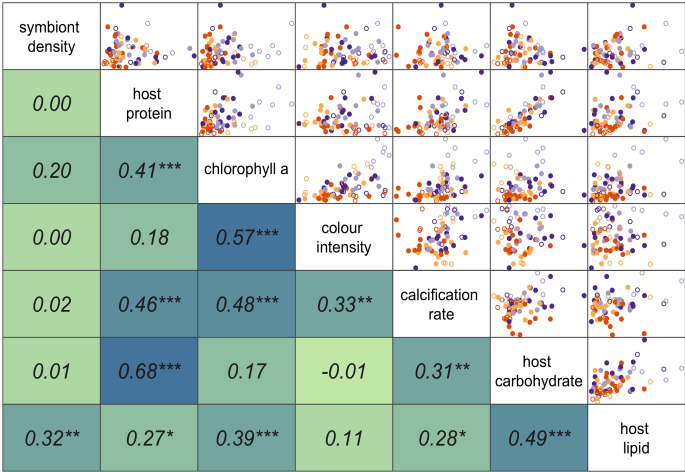 symbiont
density
0.00
host
protein
0.20
0.41***
chlorophyll a
0.00
0.18
0.57***
colour
intensity
0.02
0.46***
0.48***
0.33**
calcification
rate
0.01
0.68***
0.17
-0.01
0.31**
host
carbohydrate
0.32**
0.27*
0.39***
0.11
0.28*
0.49***
host
lipid